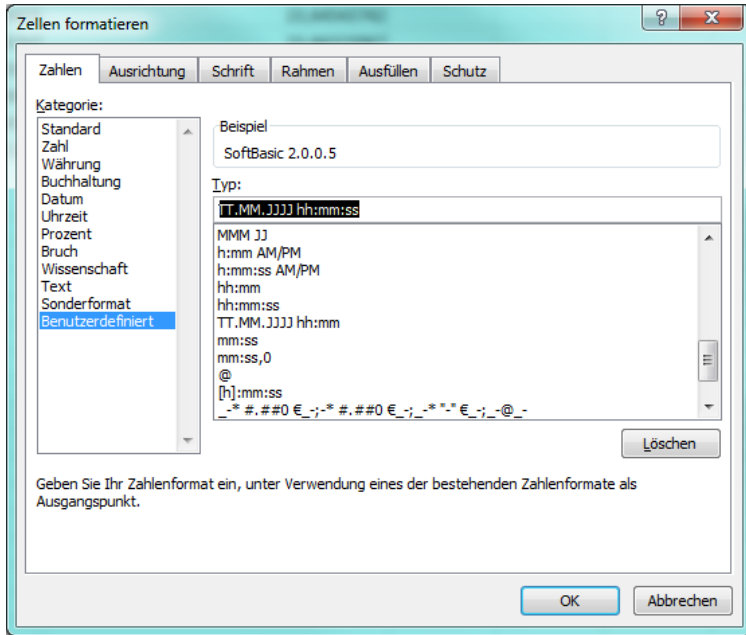 Zellen formatieren
Zahlen Ausrichtung Schrift Rahmen Ausfüllen Schutz
Kategorie:
Standard
Zahl
Währung
Buchhaltung
Datum
Uhrzeit
Prozent
Bruch
Wissenschaft
Text
Sonderformat
Benutzerdefiniert
Beispiel
SoftBasic 2.0.0.5
Typ:
TT.MM.JJJJ hh:mm:ss
MMM JJ
h:mm AM/PM
h:mm:ss AM/PM
hh:mm
hh:mm:ss
TT.MM.JJJJ hh:mm
mm:ss
mm:ss,0
@
[h]:mm:ss
_-* #.##0 €_-;-* #.##0 €_-;_-* "-" €_-;_-@_-
Löschen
Geben Sie Ihr Zahlenformat ein, unter Verwendung eines der bestehenden Zahlenformate als
Ausgangspunkt.
OK Abbrechen